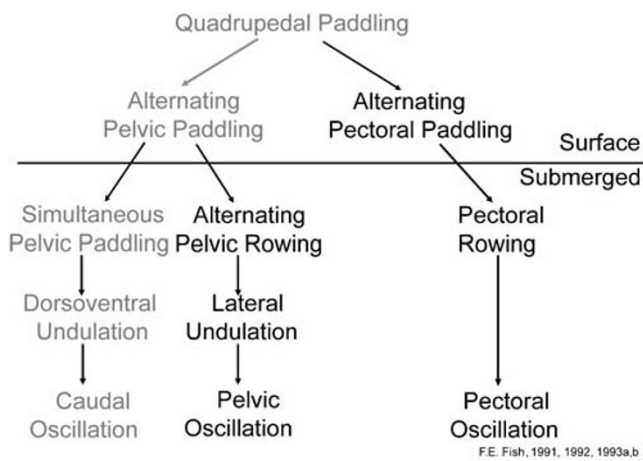 Quadrupedal Paddling
Alternating
Pelvic Paddling
Alternating
Pectoral Paddling
Surface
Submerged
Simultaneous
Pelvic Paddling
Alternating
Pelvic Rowing
Pectoral
Rowing
Dorsoventral
Undulation
Lateral
Undulation
Caudal
Oscillation
Pelvic
Oscillation
Pectoral
Oscillation
F.E. Fish, 1991, 1992, 1993a,b